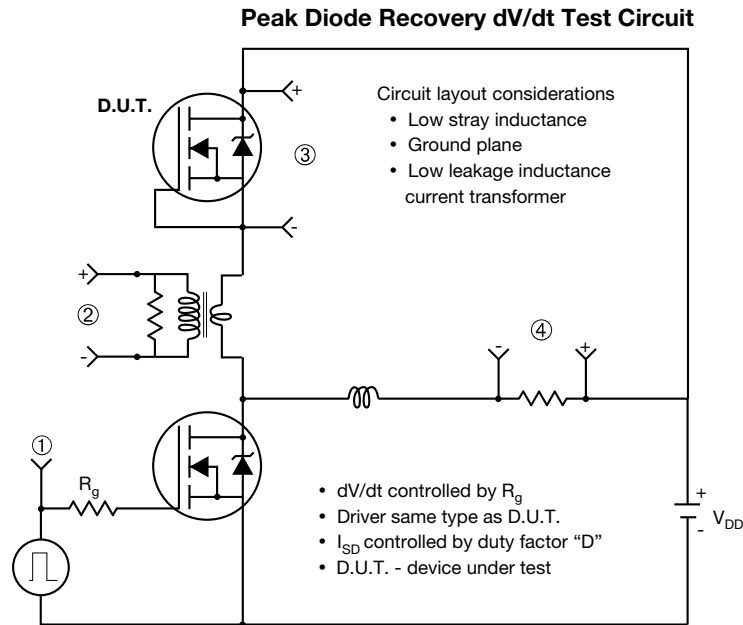 Peak Diode Recovery dV/dt Test Circuit
D.U.T.
+
③
-
Circuit layout considerations
• Low stray inductance
• Ground plane
• Low leakage inductance
current transformer
+
②
-
-
④
+
①
Rg
• dV/dt controlled by Rg
• Driver same type as D.U.T.
• ISD controlled by duty factor “D”
• D.U.T. - device under test
+
VDD
-